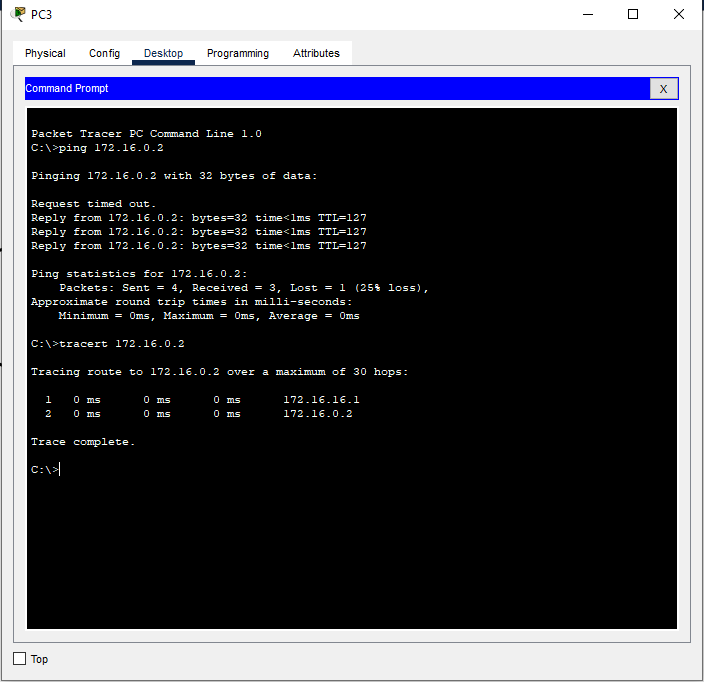 PC3
Physical Config Desktop Programming Attributes
Command Prompt X
Packet Tracer PC Command Line 1.0
C:\>ping 172.16.0.2
Pinging 172.16.0.2 with 32 bytes of data:
Request timed out.
Reply from 172.16.0.2: bytes=32 time<1ms TTL=127
Reply from 172.16.0.2: bytes=32 time<1ms TTL=127
Reply from 172.16.0.2: bytes=32 time<1ms TTL=127
Ping statistics for 172.16.0.2:
Packets: Sent = 4, Received = 3, Lost = 1 (25% loss),
Approximate round trip times in milli-seconds:
Minimum = 0ms, Maximum = 0ms, Average = 0ms
C:\>tracert 172.16.0.2
Tracing route to 172.16.0.2 over a maximum of 30 hops:
1 0 ms 0 ms 0 ms 172.16.16.1
2 0 ms 0 ms 0 ms 172.16.0.2
Trace complete.
C:\>
Top